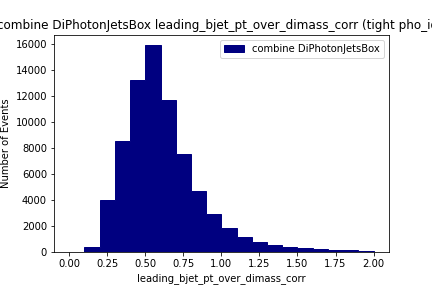 combine DiPhotonJetsBox leading_bjet_pt_over_dimass_corr (tight pho_id
combine DiPhotonJetsBox
Number of Events
16000
14000
12000
10000
8000
6000
4000
2000
0
0.00 0.25 0.50 0.75 1.00 1.25 1.50 1.75 2.00
leading_bjet_pt_over_dimass_corr